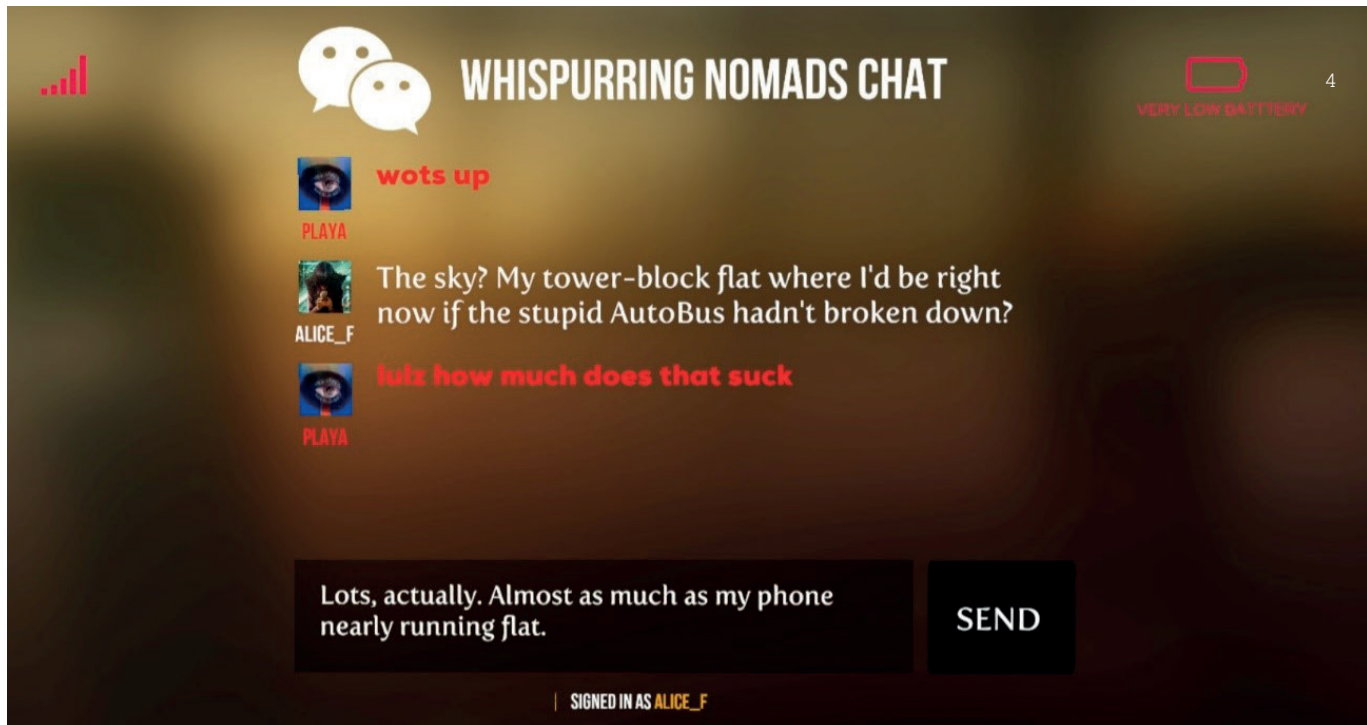 WHISPURRING NOMADS CHAT
4
VERY LOW BATTTERY
wots up
PLAYA
The sky? My tower-block flat where I'd be right
now if the stupid AutoBus hadn't broken down?
ALICE_F
lulz how much does that suck
PLAYA
Lots, actually. Almost as much as my phone
nearly running flat.
SEND
SIGNED IN AS ALICE_F